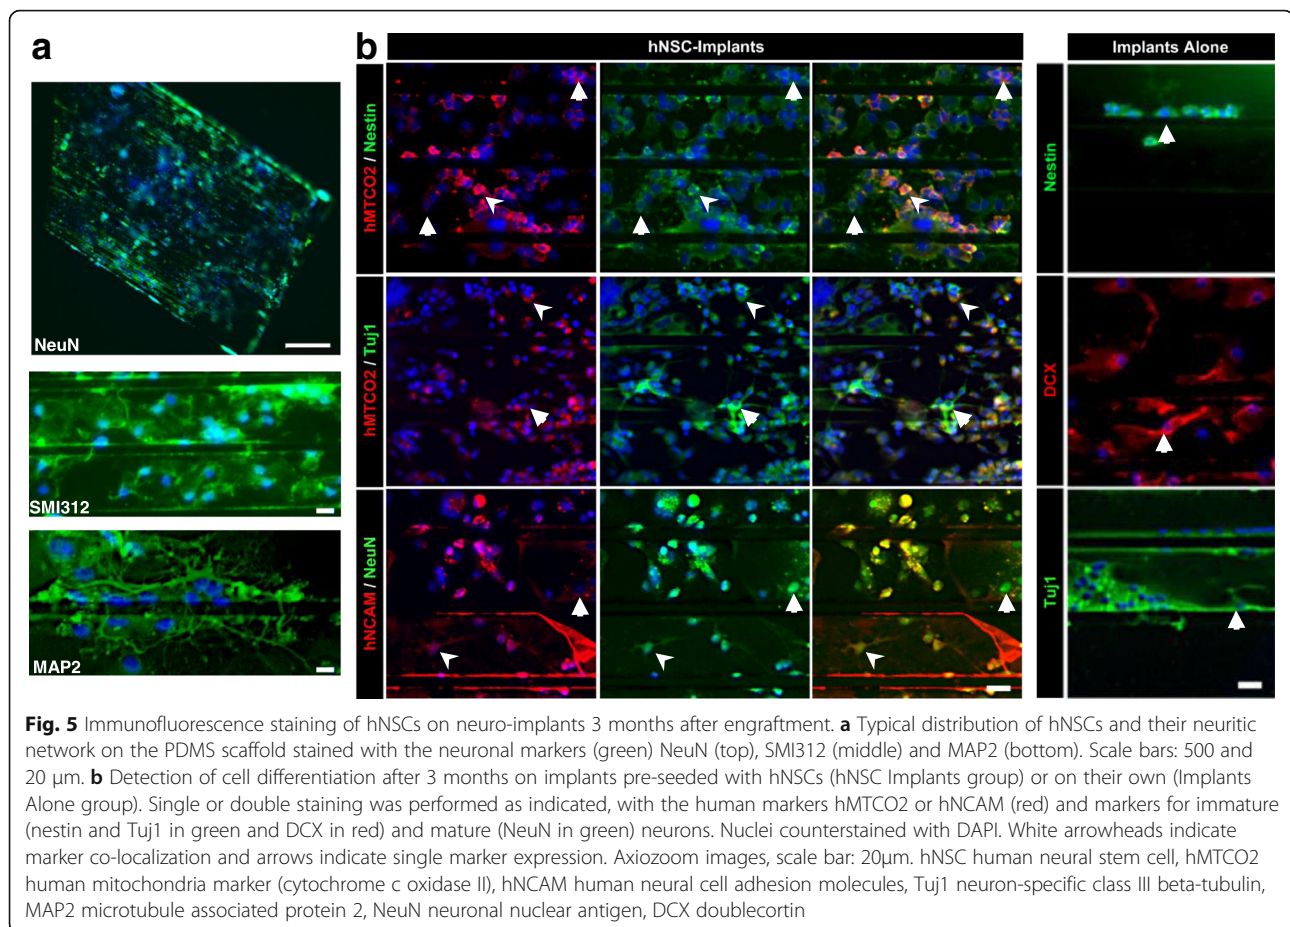 a
NeuN
SMI312
MAP2
b
hNSC-Implants
hMTCO2 / Nestin
hMTCO2 / Tuj1
hNCAM / NeuN
Implants Alone
Nestin
DCX
Tuj1
Fig. 5 Immunofluorescence staining of hNSCs on neuro-implants 3 months after engraftment. a Typical distribution of hNSCs and their neuritic
network on the PDMS scaffold stained with the neuronal markers (green) NeuN (top), SMI312 (middle) and MAP2 (bottom). Scale bars: 500 and
20 μm. b Detection of cell differentiation after 3 months on implants pre-seeded with hNSCs (hNSC Implants group) or on their own (Implants
Alone group). Single or double staining was performed as indicated, with the human markers hMTCO2 or hNCAM (red) and markers for immature
(nestin and Tuj1 in green and DCX in red) and mature (NeuN in green) neurons. Nuclei counterstained with DAPI. White arrowheads indicate
marker co-localization and arrows indicate single marker expression. Axiozoom images, scale bar: 20μm. hNSC human neural stem cell, hMTCO2
human mitochondria marker (cytochrome c oxidase II), hNCAM human neural cell adhesion molecules, Tuj1 neuron-specific class III beta-tubulin,
MAP2 microtubule associated protein 2, NeuN neuronal nuclear antigen, DCX doublecortin